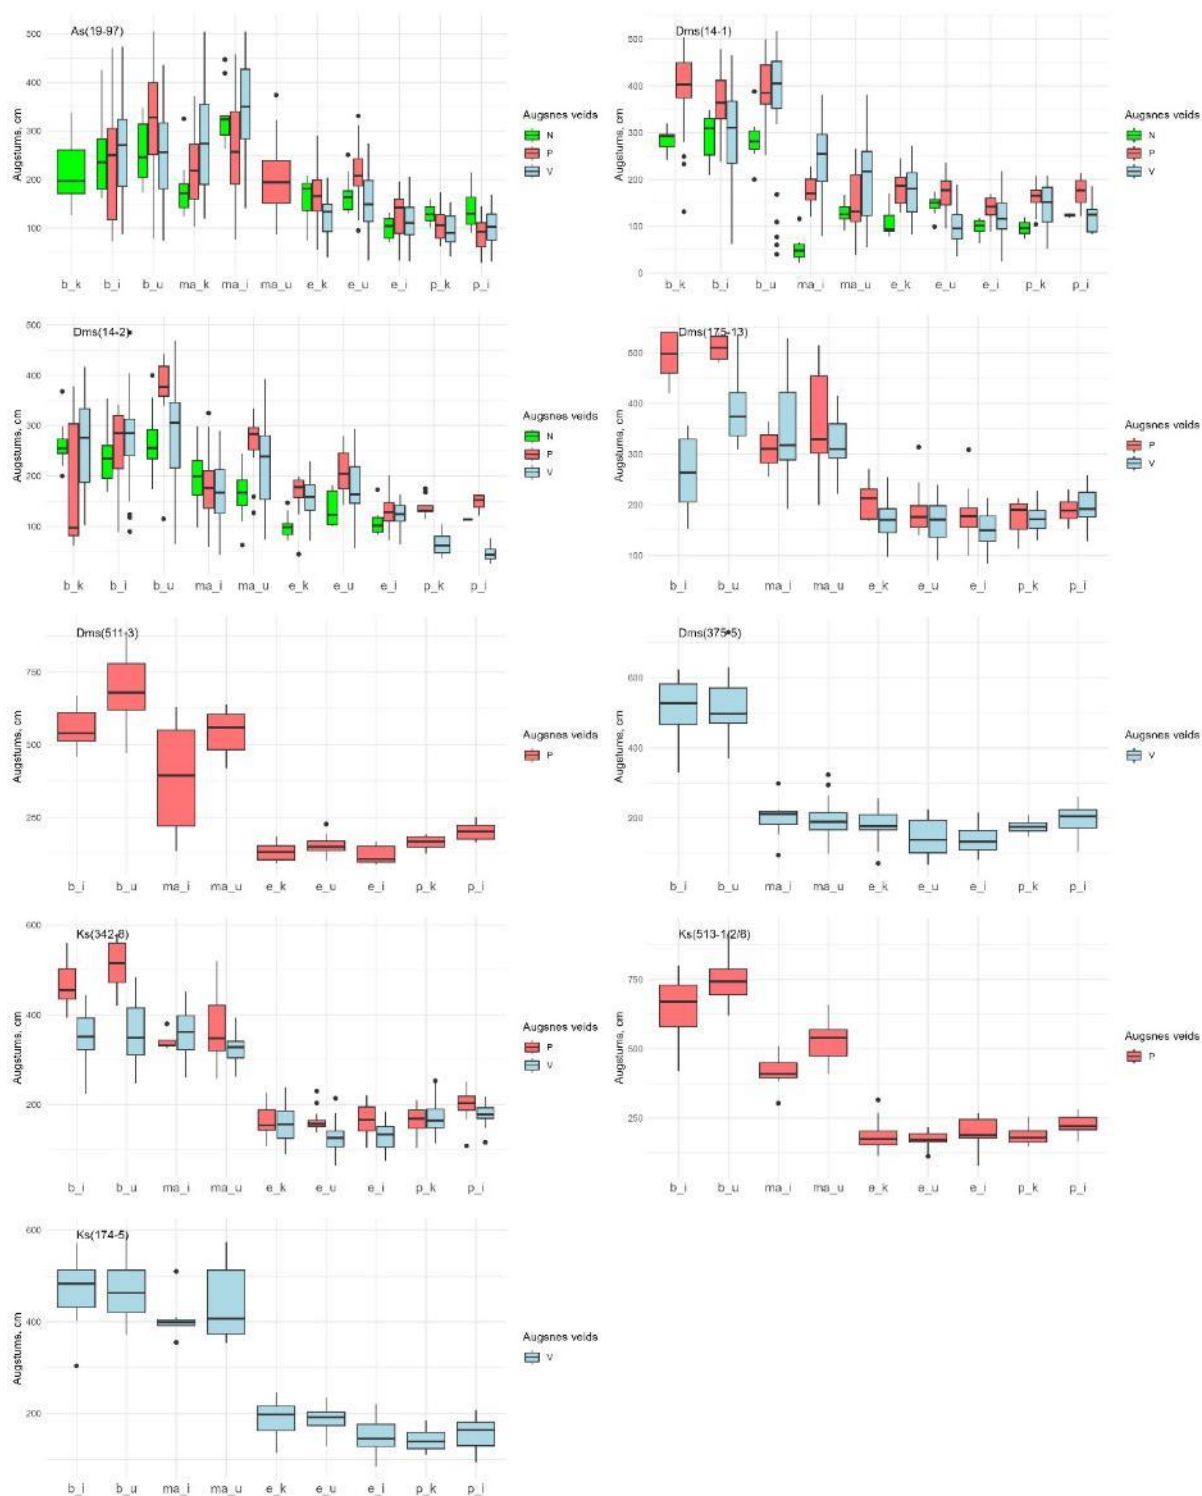 As(19-97)
Augstums, cm
500
400
300
200
100
b_k b_i b_u ma_k ma_i ma_u e_k e_u e_i p_k p_i
Augsnes veids
N
P
V
Dms(14-1)
Augstums, cm
500
400
300
200
100
0
b_k b_i b_u ma_i ma_u e_k e_u e_i p_k p_i
Augsnes veids
N
P
V
Dms(14-2)
Augstums, cm
500
400
300
200
100
b_k b_i b_u ma_i ma_u e_k e_u e_i p_k p_i
Augsnes veids
N
P
V
Dms(175-13)
Augstums, cm
500
400
300
200
100
b_i b_u ma_i ma_u e_k e_u e_i p_k p_i
Augsnes veids
P
V
Dms(511-3)
Augstums, cm
750
500
250
b_i b_u ma_i ma_u e_k e_u e_i p_k p_i
Augsnes veids
P
Dms(375-5)
Augstums, cm
600
400
200
b_i b_u ma_i ma_u e_k e_u e_i p_k p_i
Augsnes veids
V
Ks(342-8)
Augstums, cm
600
400
200
b_i b_u ma_i ma_u e_k e_u e_i p_k p_i
Augsnes veids
P
V
Ks(513-1/2/8)
Augstums, cm
750
500
250
b_i b_u ma_i ma_u e_k e_u e_i p_k p_i
Augsnes veids
P
Ks(174-5)
Augstums, cm
600
400
200
b_i b_u ma_i ma_u e_k e_u e_i p_k p_i
Augsnes veids
V